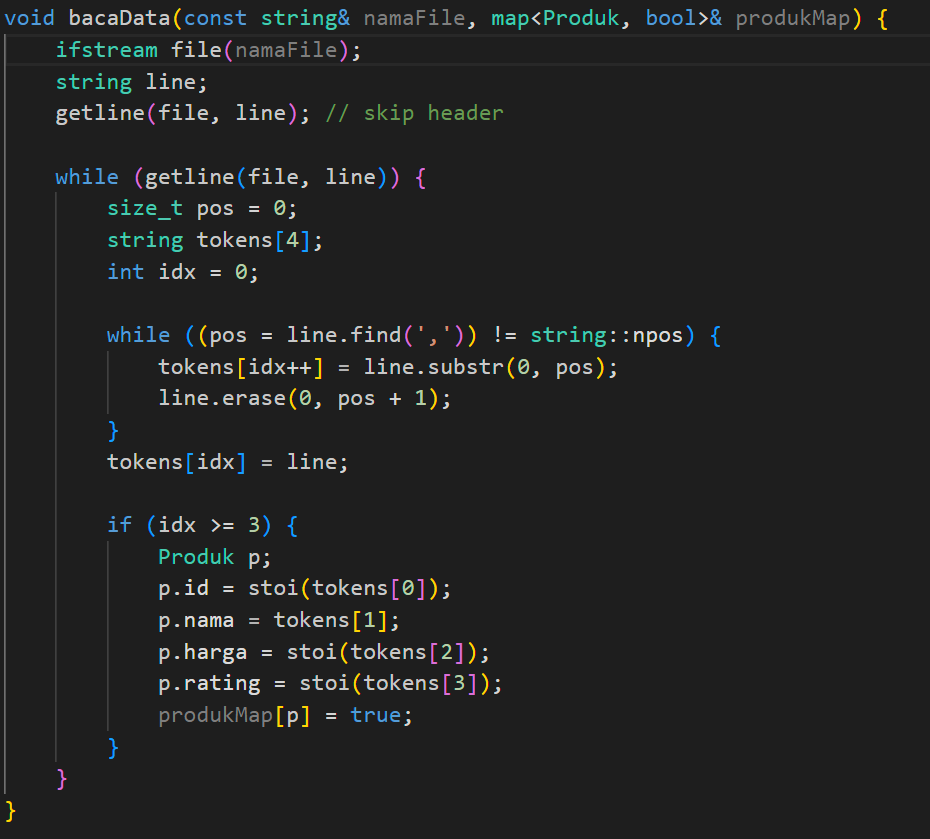 void bacaData(const string& namaFile, map<Produk, bool>& produkMap) {
    ifstream file(namaFile);
    string line;
    getline(file, line); // skip header

    while (getline(file, line)) {
        size_t pos = 0;
        string tokens[4];
        int idx = 0;

        while ((pos = line.find(',')) != string::npos) {
            tokens[idx++] = line.substr(0, pos);
            line.erase(0, pos + 1);
        }
        tokens[idx] = line;

        if (idx >= 3) {
            Produk p;
            p.id = stoi(tokens[0]);
            p.nama = tokens[1];
            p.harga = stoi(tokens[2]);
            p.rating = stoi(tokens[3]);
            produkMap[p] = true;
        }
    }
}